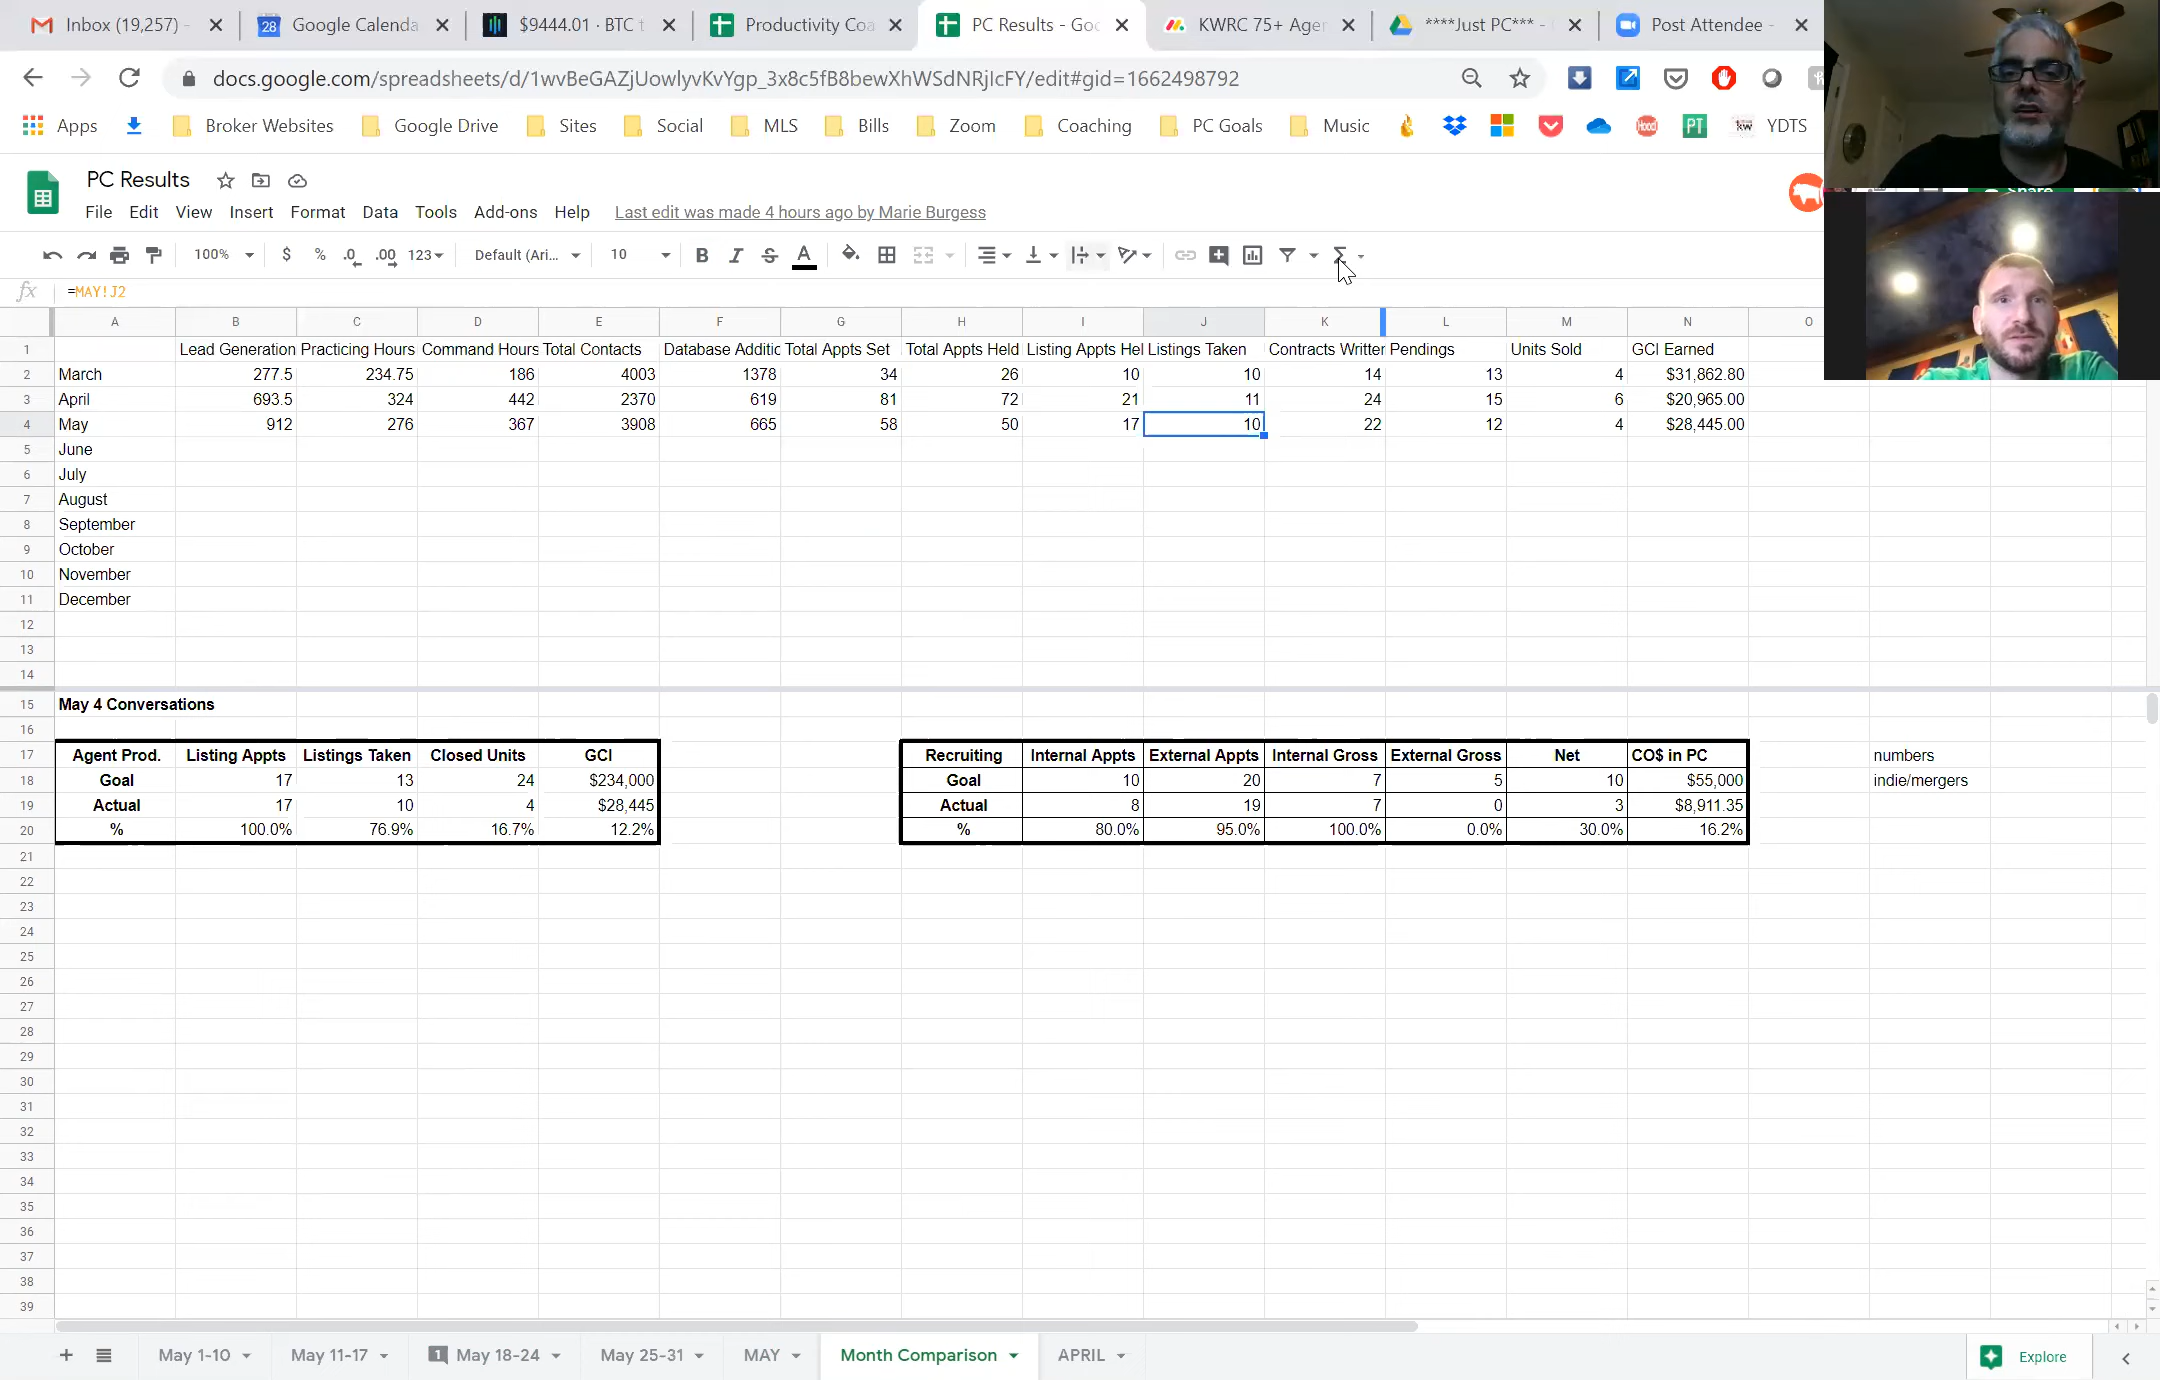 Inbox (19,257) -
28 Google Calenda
$9444.01 · BTC t
Productivity Coa
PC Results - Goo
KWRC 75+ Agen
****Just PC*** -
Post Attendee -
docs.google.com/spreadsheets/d/1wvBeGAZjUowlyvKvYgp_3x8c5fB8bewXhWSdNRjIcFY/edit#gid=1662498792
Apps Broker Websites Google Drive Sites Social MLS Bills Zoom Coaching PC Goals Music Hood PT kw YDTS
PC Results
File Edit View Insert Format Data Tools Add-ons Help Last edit was made 4 hours ago by Marie Burgess
100% $ % .0 .00 123 Default (Ari... 10 B I S A
fx =MAY!J2
A B C D E F G H I J K L M N O
1 Lead Generation Practicing Hours Command Hours Total Contacts Database Additic Total Appts Set Total Appts Held Listing Appts Hel Listings Taken Contracts Writter Pendings Units Sold GCI Earned
2 March 277.5 234.75 186 4003 1378 34 26 10 10 14 13 4 $31,862.80
3 April 693.5 324 442 2370 619 81 72 21 11 24 15 6 $20,965.00
4 May 912 276 367 3908 665 58 50 17 10 22 12 4 $28,445.00
5 June
6 July
7 August
8 September
9 October
10 November
11 December
12
13
14
15 May 4 Conversations
16
17 Agent Prod. Listing Appts Listings Taken Closed Units GCI Recruiting Internal Appts External Appts Internal Gross External Gross Net CO$ in PC numbers
18 Goal 17 13 24 $234,000 Goal 10 20 7 5 10 $55,000 indie/mergers
19 Actual 17 10 4 $28,445 Actual 8 19 7 0 3 $8,911.35
20 % 100.0% 76.9% 16.7% 12.2% % 80.0% 95.0% 100.0% 0.0% 30.0% 16.2%
21
22
23
24
25
26
27
28
29
30
31
32
33
34
35
36
37
38
39
May 1-10 May 11-17 1 May 18-24 May 25-31 MAY Month Comparison APRIL Explore